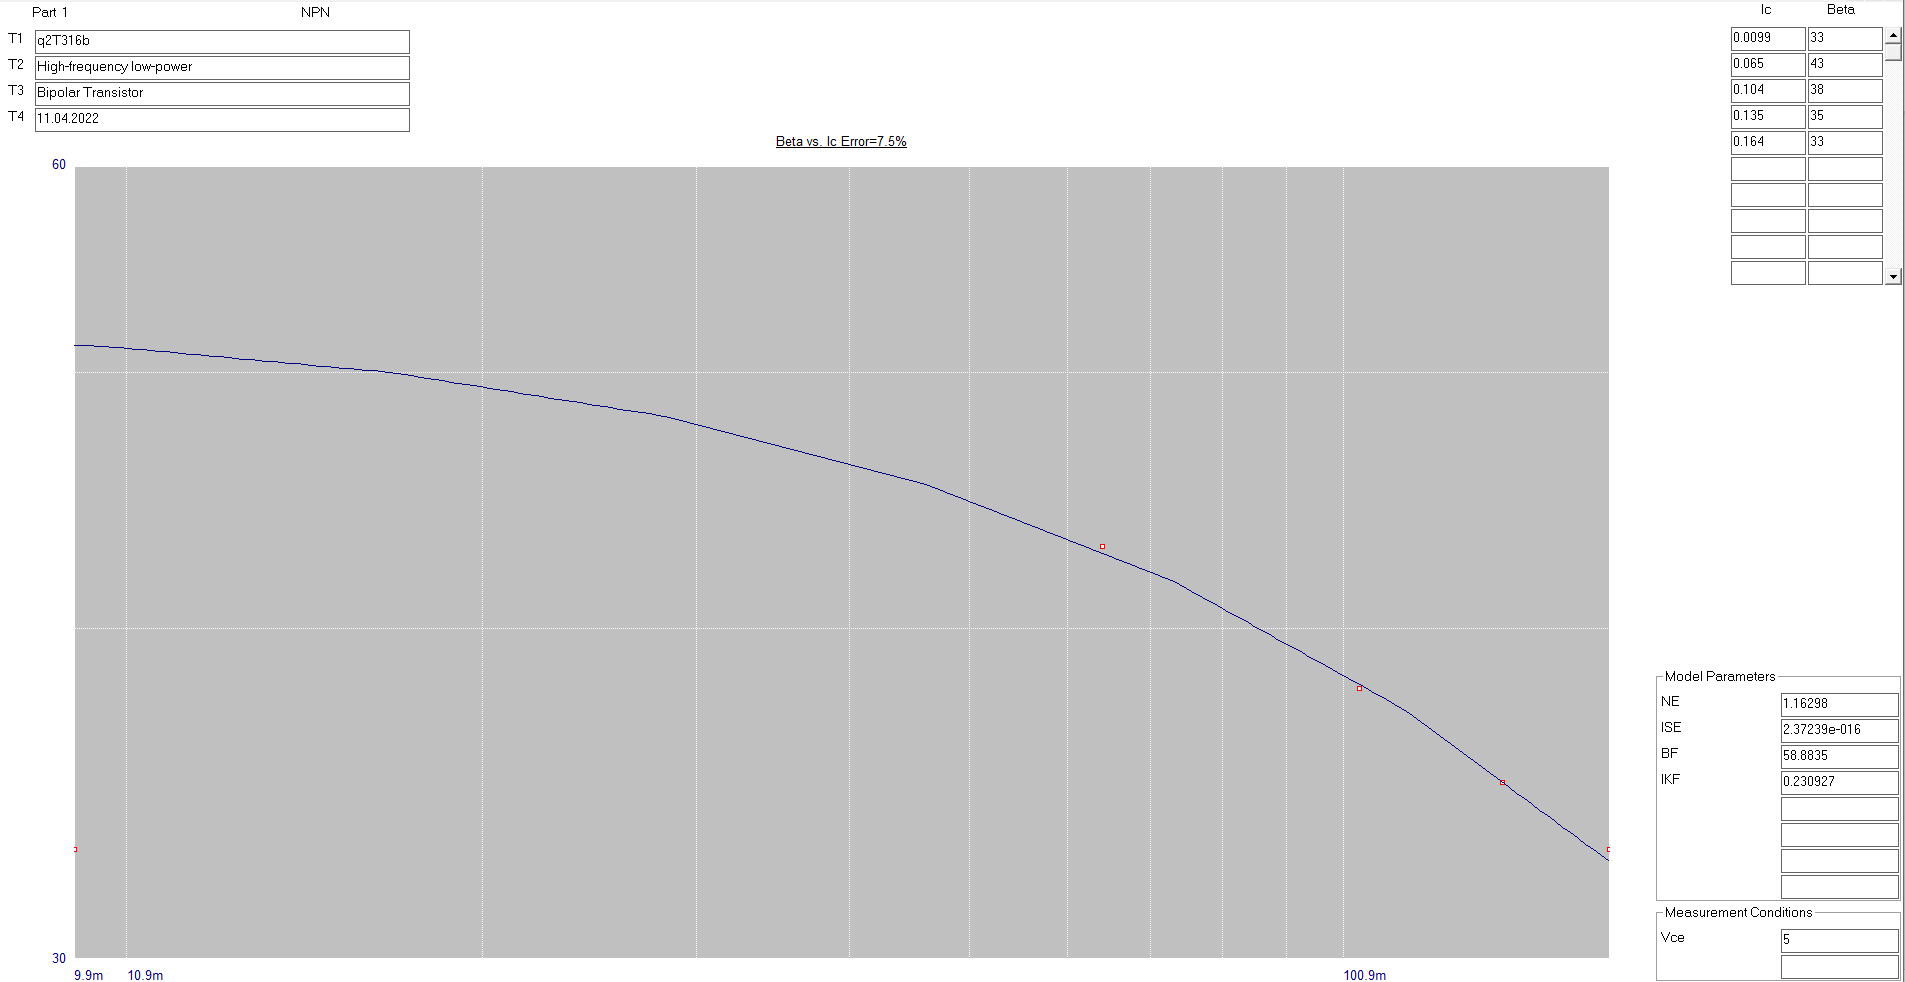 Part 1 NPN Ic Beta
T1 q2T316b 0.0099 33
T2 High-frequency low-power 0.065 43
T3 Bipolar Transistor 0.104 38
T4 11.04.2022 0.135 35
0.164 33
Beta vs. Ic Error=7.5%
60
30
9.9m 10.9m 100.9m
Model Parameters
NE 1.16298
ISE 2.37239e-016
BF 58.8835
IKF 0.230927
Measurement Conditions
Vce 5